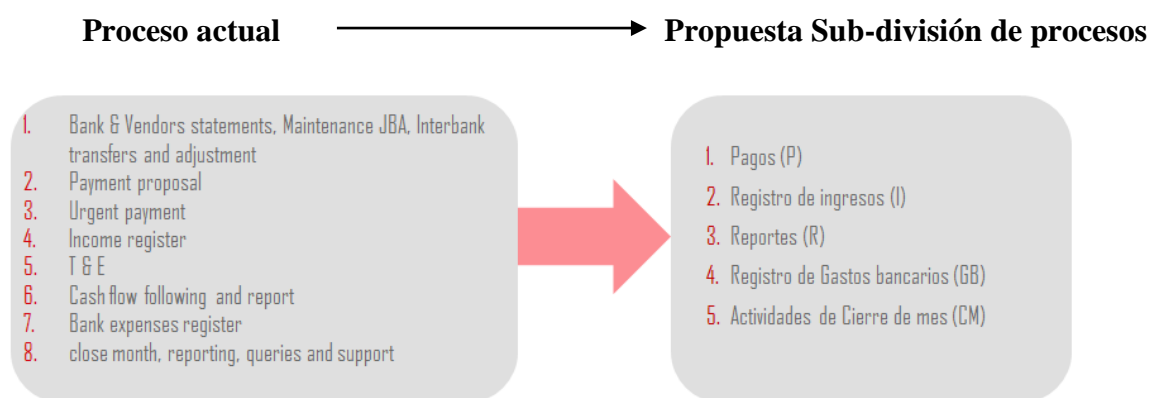 Proceso actual
Propuesta Sub-división de procesos
1. Bank & Vendors statements, Maintenance JBA, Interbank
transfers and adjustment
2. Payment proposal
3. Urgent payment
4. Income register
5. T & E
6. Cash flow following and report
7. Bank expenses register
8. close month, reporting, queries and support
1. Pagos (P)
2. Registro de ingresos (I)
3. Reportes (R)
4. Registro de Gastos bancarios (GB)
5. Actividades de Cierre de mes (CM)